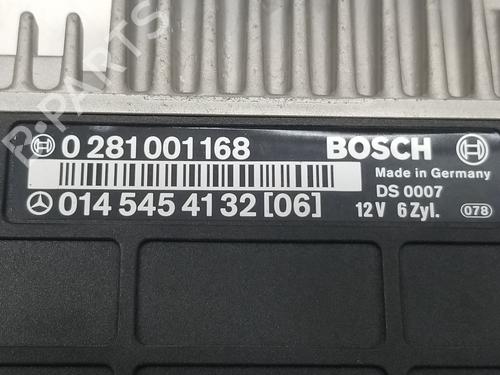 B-PARTS
0 281 001 168 BOSCH
Made in Germany
DS 0007
014 545 41 32 [06] 12V 6 Zyl. 078